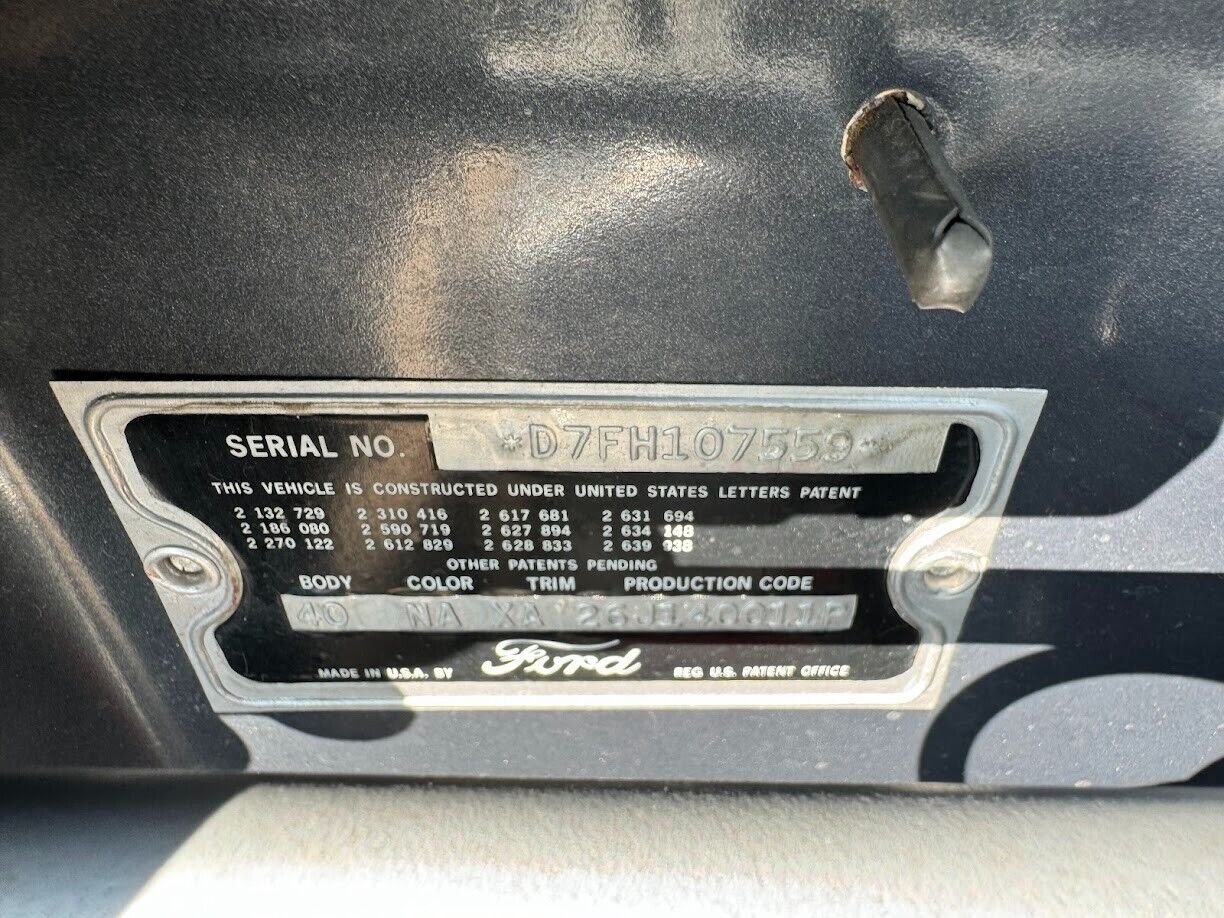 SERIAL NO. *D7FH107559*
THIS VEHICLE IS CONSTRUCTED UNDER UNITED STATES LETTERS PATENT
2 132 729 2 310 416 2 617 681 2 631 694
2 186 080 2 590 719 2 627 894 2 634 148
2 270 122 2 612 829 2 628 833 2 639 938
OTHER PATENTS PENDING
BODY COLOR TRIM PRODUCTION CODE
40 NA XA
MADE IN U.S.A. BY Ford REG U.S. PATENT OFFICE